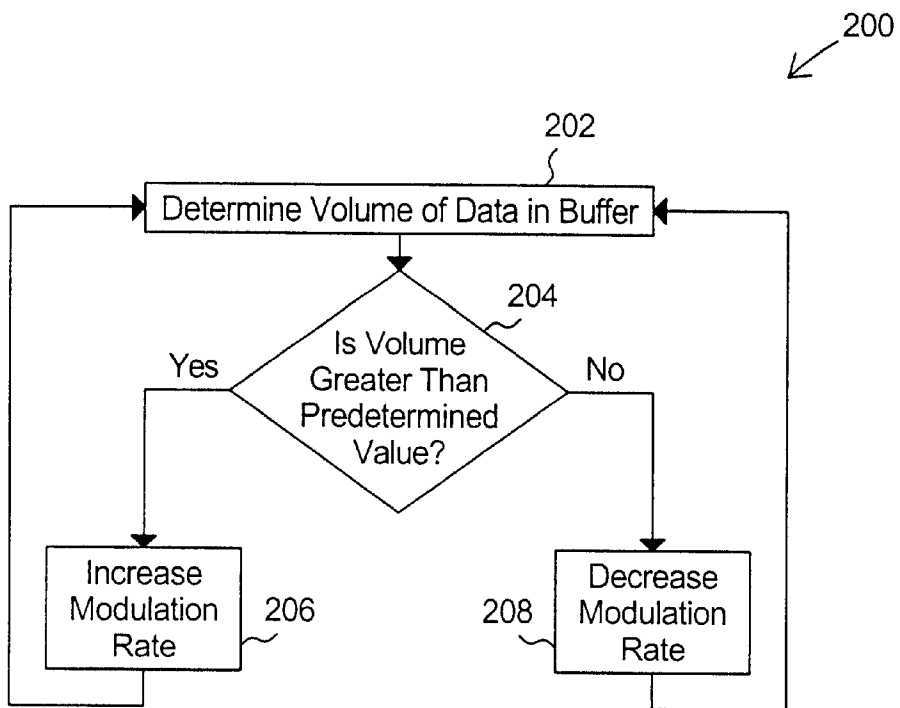 200
202
Determine Volume of Data in Buffer
204
Is Volume
Greater Than
Predetermined
Value?
Yes
No
Increase
Modulation
Rate
206
208
Decrease
Modulation
Rate